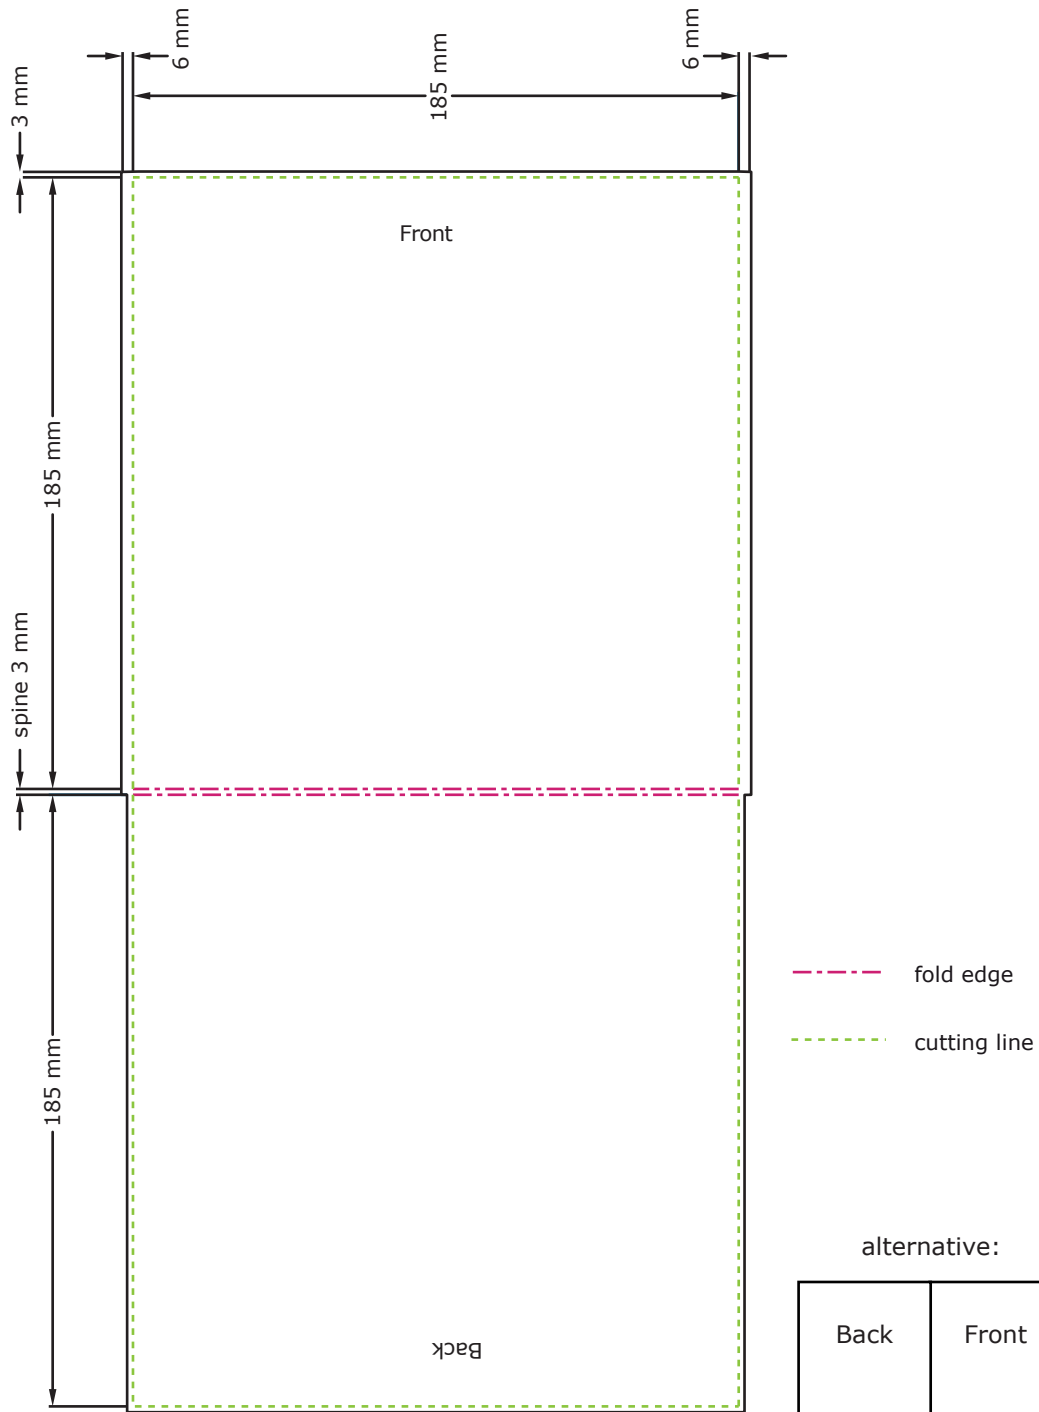 6 mm
6 mm
185 mm
3 mm
Front
185 mm
spine 3 mm
185 mm
fold edge
cutting line
alternative:
Back Front
Back